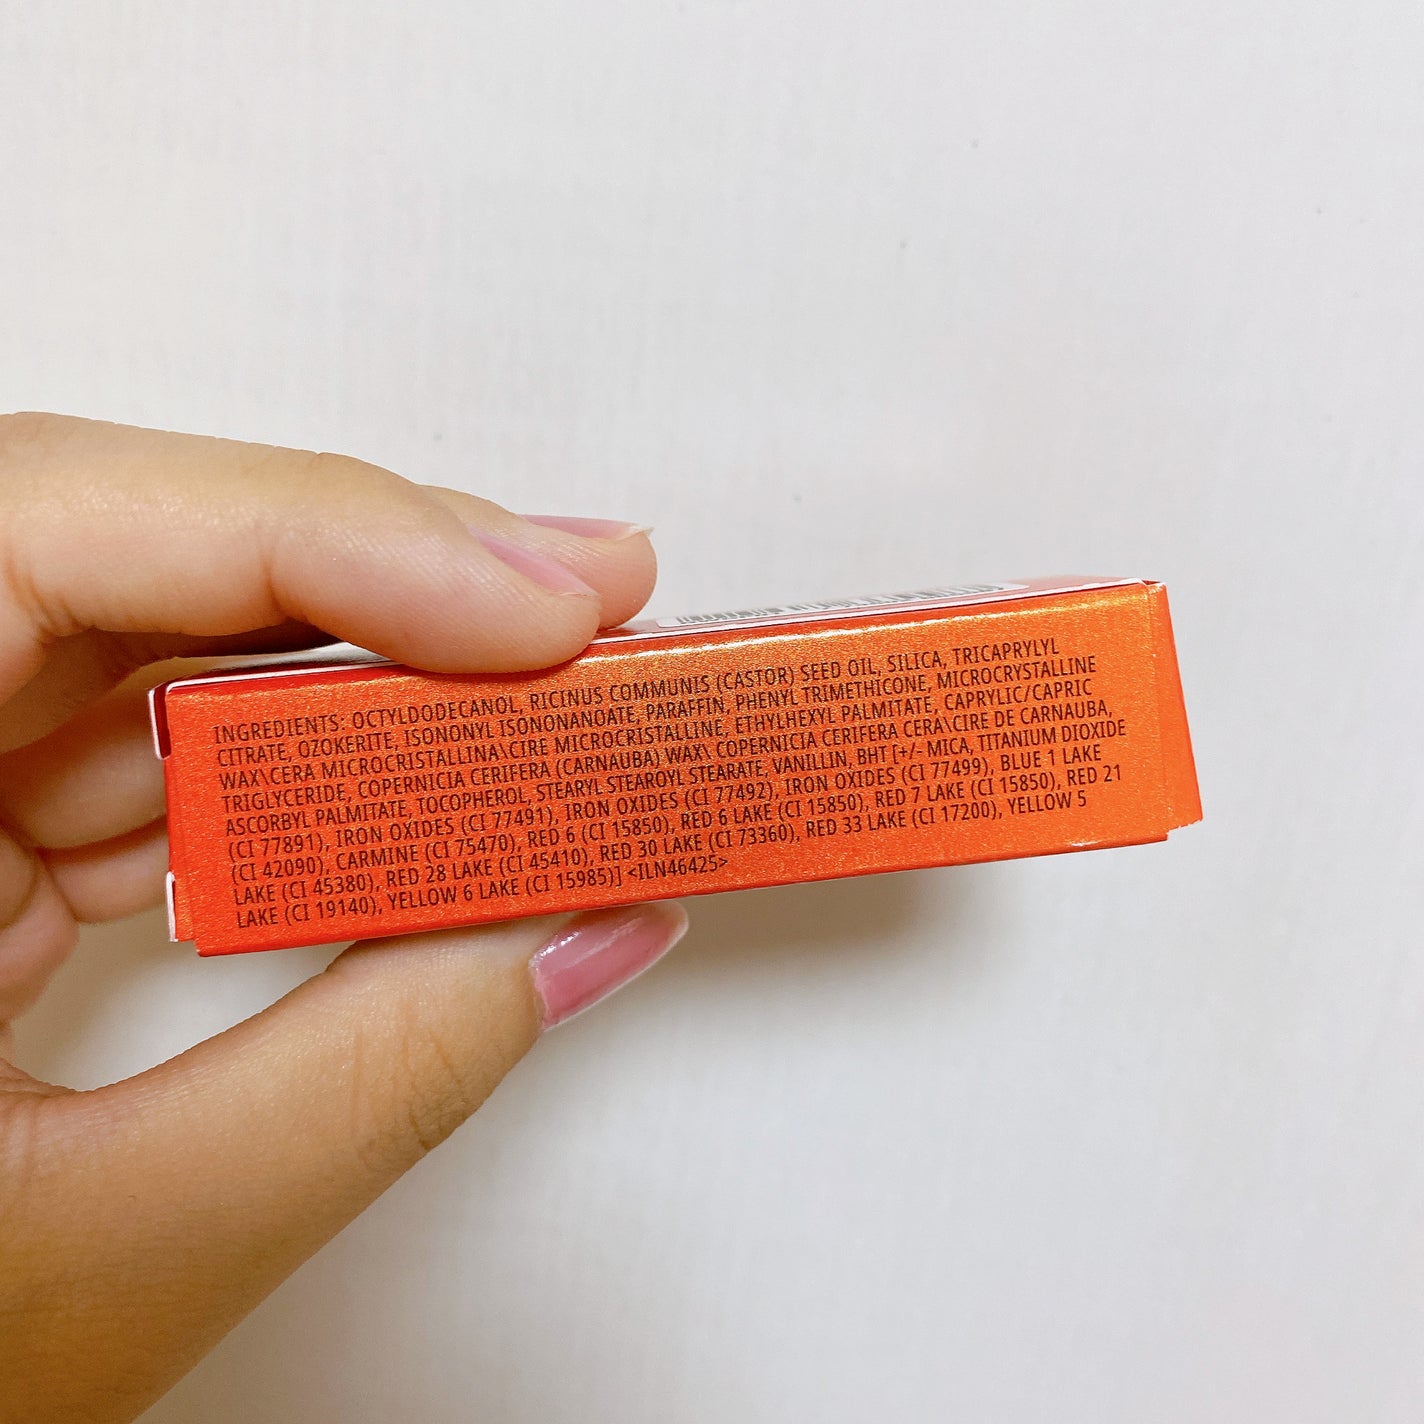 INGREDIENTS: OCTYLDODECANOL, RICINUS COMMUNIS (CASTOR) SEED OIL, SILICA, TRICAPRYLYL
CITRATE, OZOKERITE, ISONONYL ISONONANOATE, PARAFFIN, PHENYL TRIMETHICONE, MICROCRYSTALLINE
WAX\CERA MICROCRISTALLINA\CIRE MICROCRISTALLINE, ETHYLHEXYL PALMITATE, CAPRYLIC/CAPRIC
TRIGLYCERIDE, COPERNICIA CERIFERA (CARNAUBA) WAX\ COPERNICIA CERIFERA CERA\CIRE DE CARNAUBA,
ASCORBYL PALMITATE, TOCOPHEROL, STEARYL STEAROYL STEARATE, VANILLIN, BHT [+/- MICA, TITANIUM DIOXIDE
(CI 77891), IRON OXIDES (CI 77491), IRON OXIDES (CI 77492), IRON OXIDES (CI 77499), BLUE 1 LAKE
(CI 42090), CARMINE (CI 75470), RED 6 (CI 15850), RED 6 LAKE (CI 15850), RED 7 LAKE (CI 15850), RED 21
LAKE (CI 45380), RED 28 LAKE (CI 45410), RED 30 LAKE (CI 73360), RED 33 LAKE (CI 17200), YELLOW 5
LAKE (CI 19140), YELLOW 6 LAKE (CI 15985)] <ILN46425>